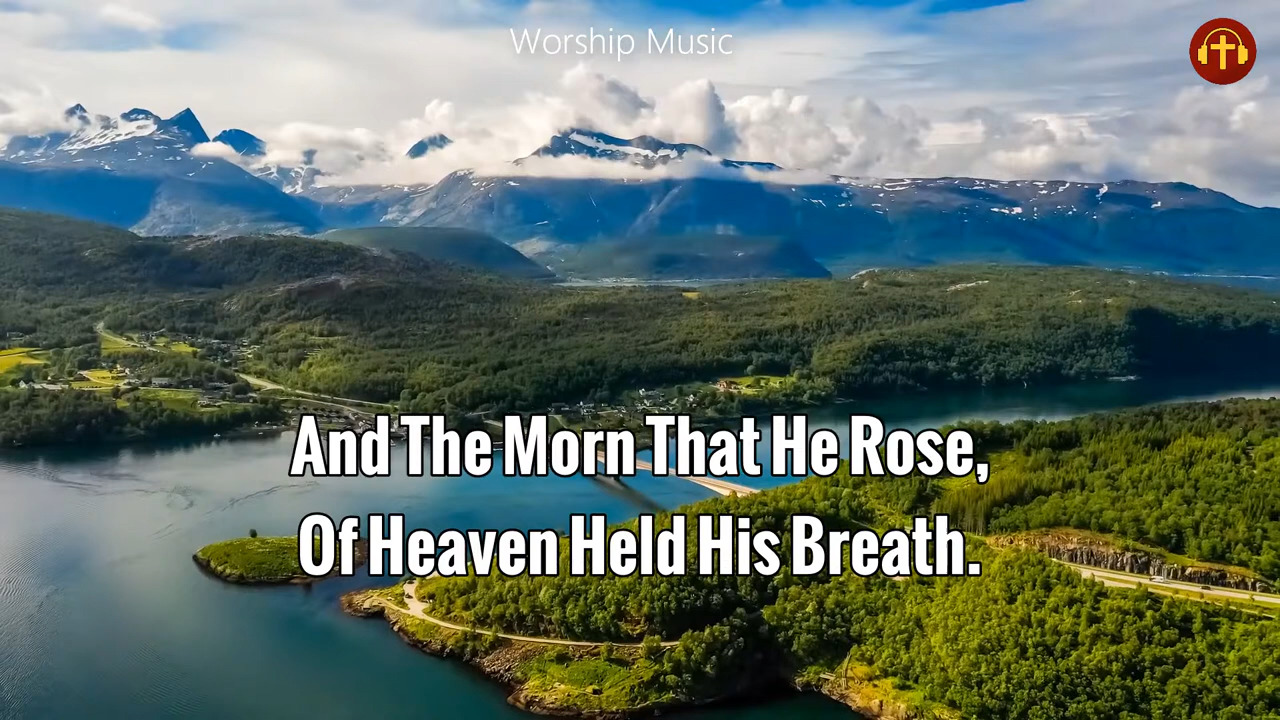 Worship Music
And The Morn That He Rose,
Of Heaven Held His Breath.